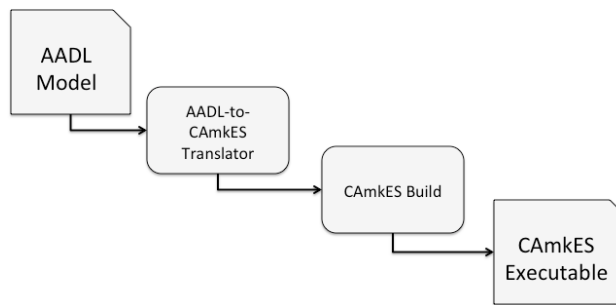 AADL
Model
AADL-to-
CAmkES
Translator
CAmkES Build
CAmkES
Executable